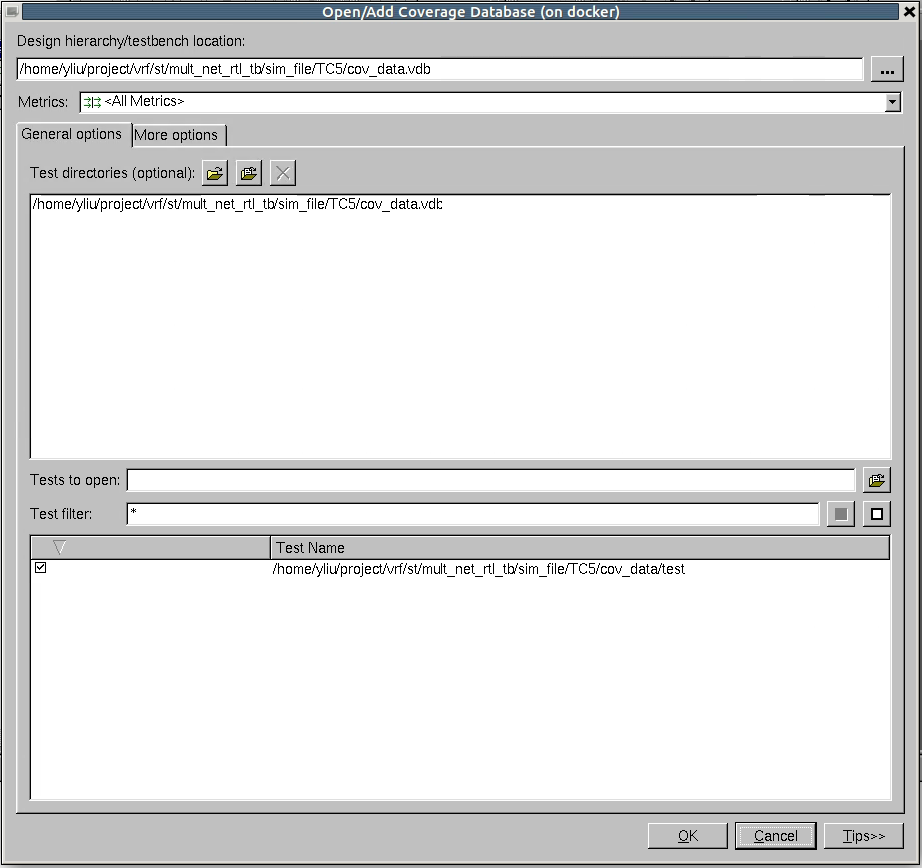 Open/Add Coverage Database (on docker)
Design hierarchy/testbench location:
/home/yliu/project/vrf/st/mult_net_rtl_tb/sim_file/TC5/cov_data.vdb
...
Metrics: <All Metrics>
General options More options
Test directories (optional):
/home/yliu/project/vrf/st/mult_net_rtl_tb/sim_file/TC5/cov_data.vdb
Tests to open:
Test filter: *
Test Name
/home/yliu/project/vrf/st/mult_net_rtl_tb/sim_file/TC5/cov_data/test
OK Cancel Tips>>